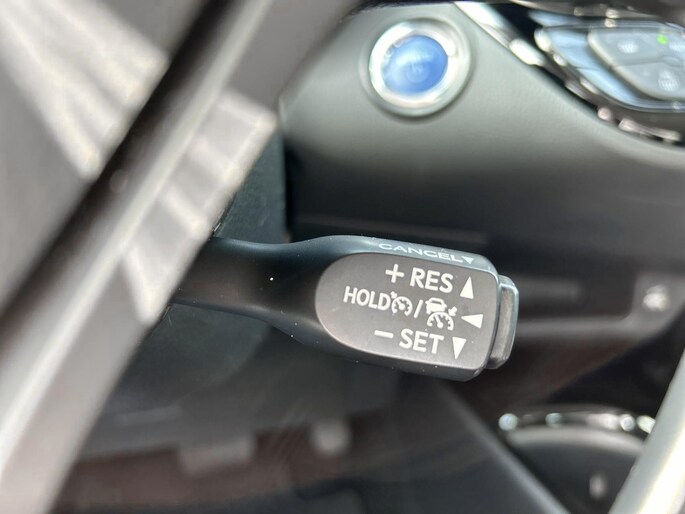 CANCEL▼
+ RES ▲
HOLD / ◀
− SET ▼